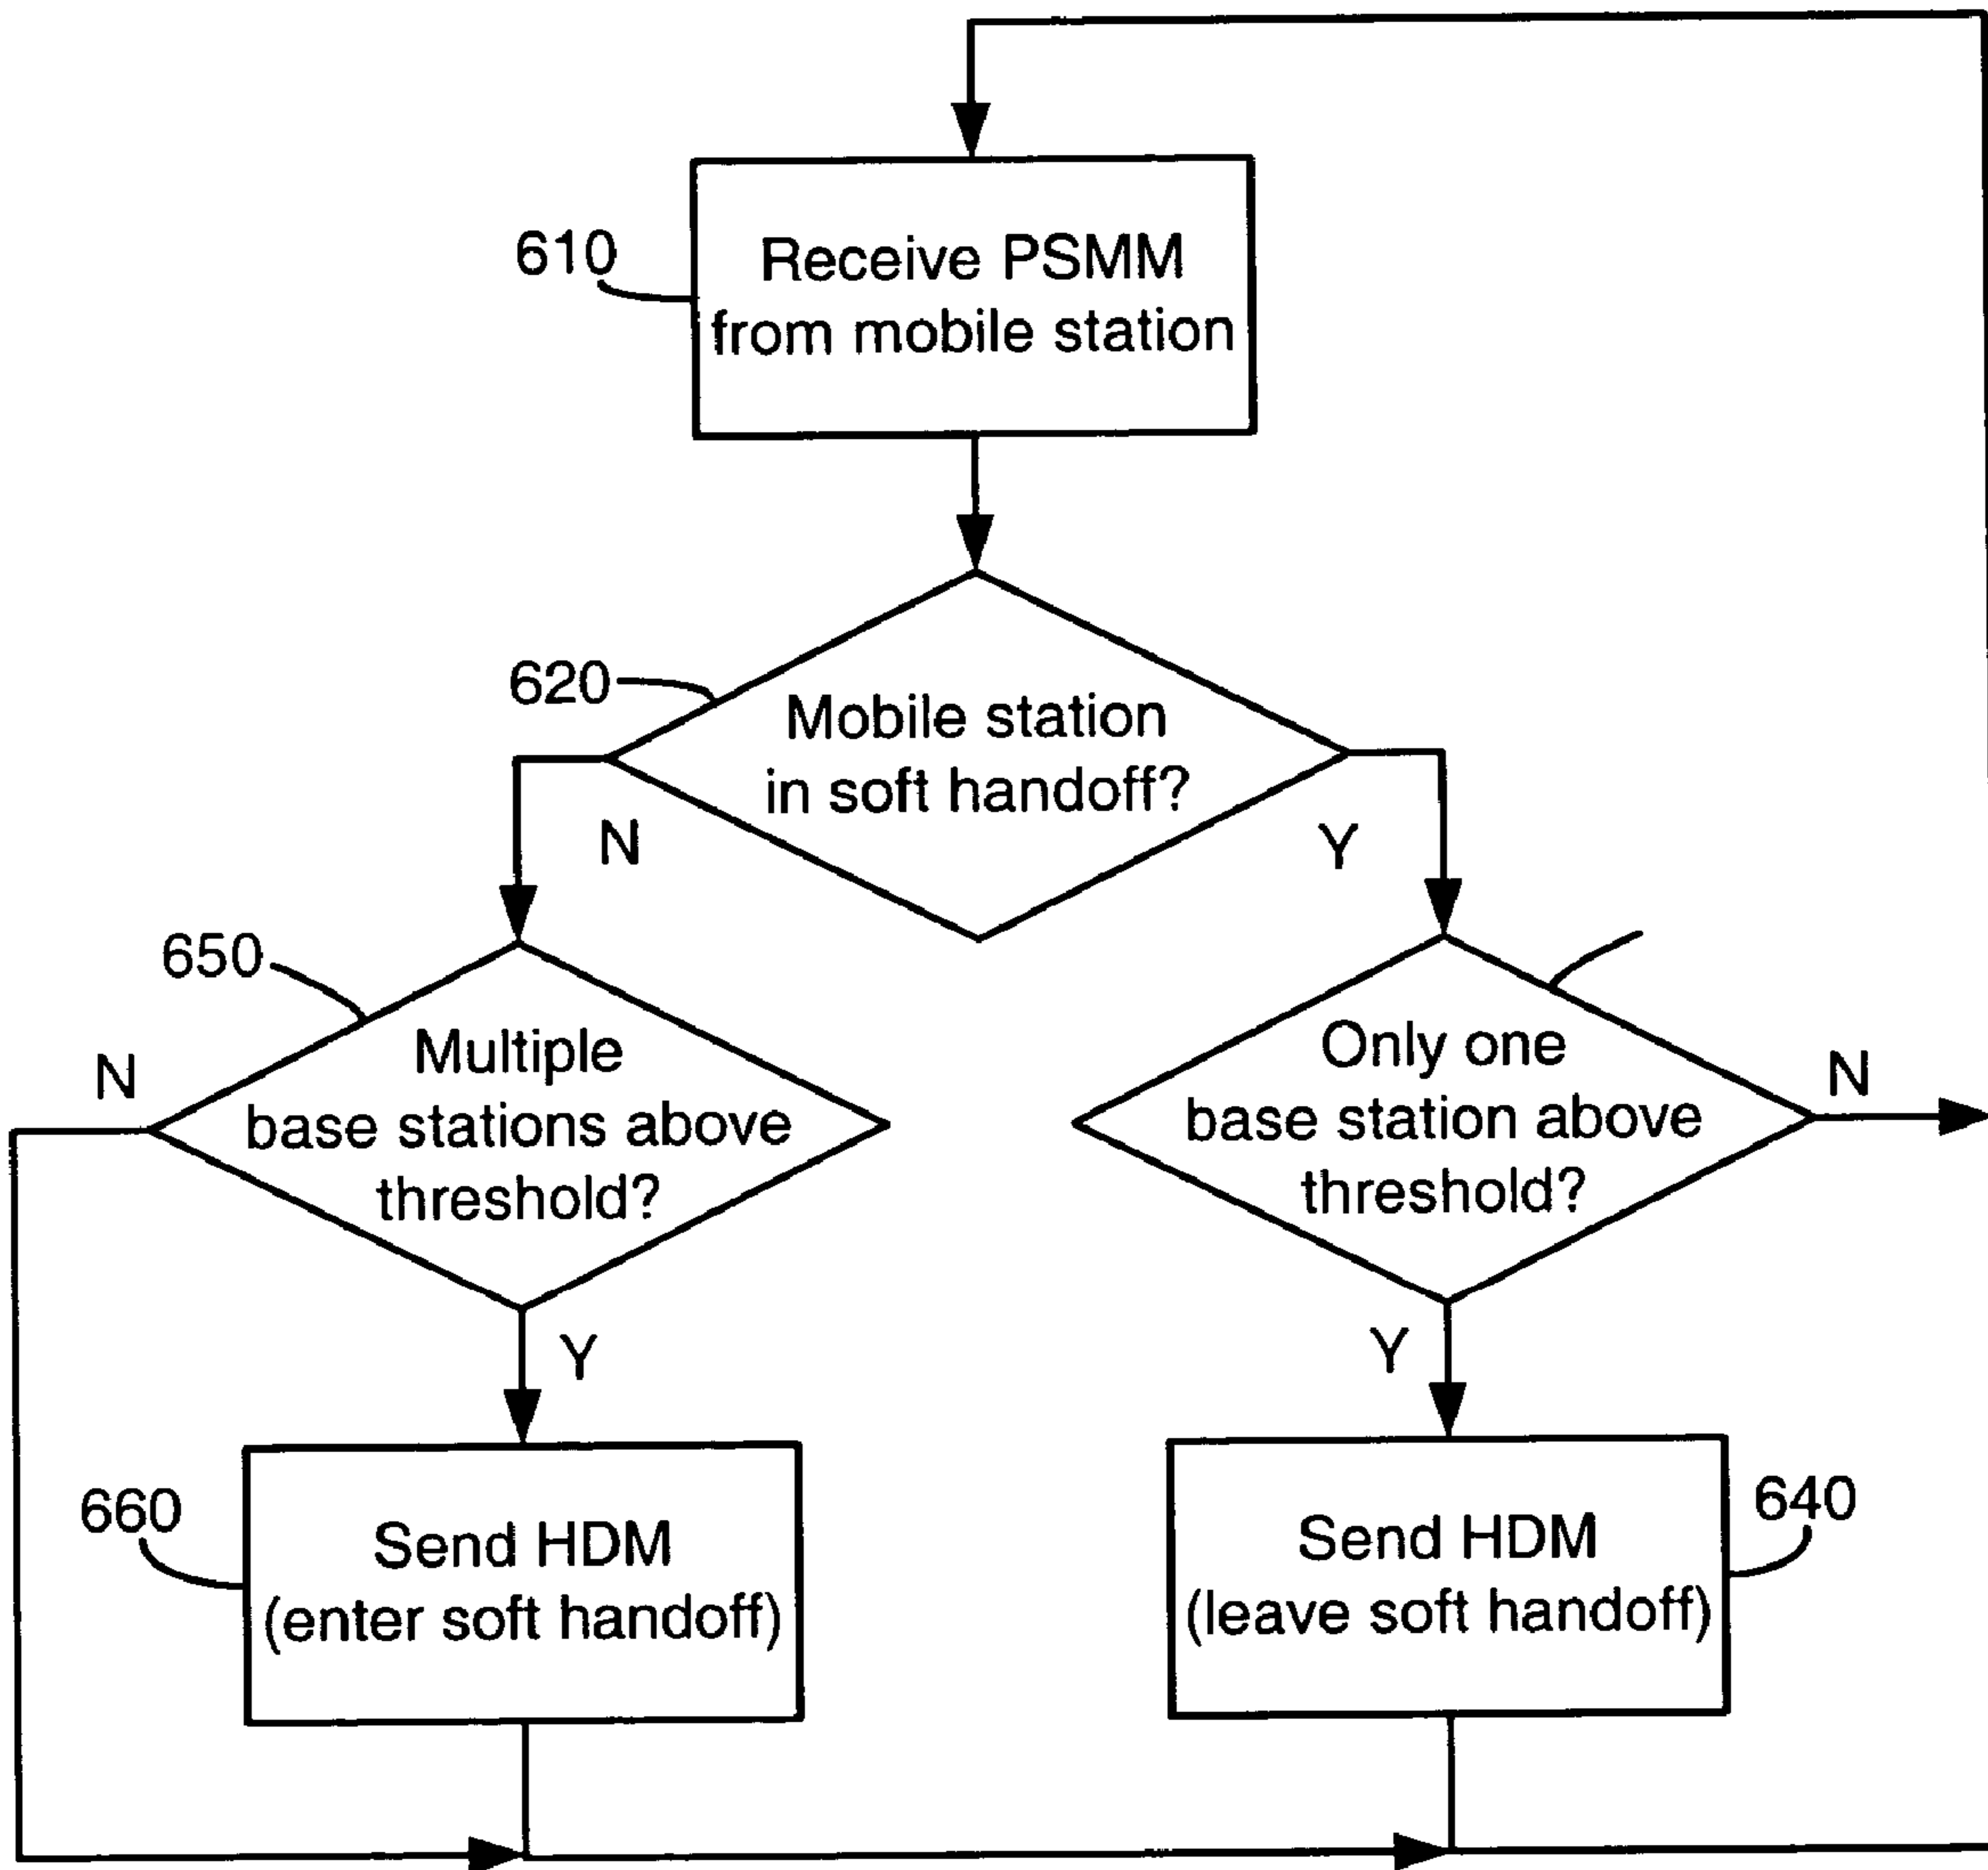 610
Receive PSMM
from mobile station
620
Mobile station
in soft handoff?
N
Y
650
Multiple
base stations above
threshold?
N
Y
Only one
base station above
threshold?
N
Y
660
Send HDM
(enter soft handoff)
Send HDM
(leave soft handoff)
640